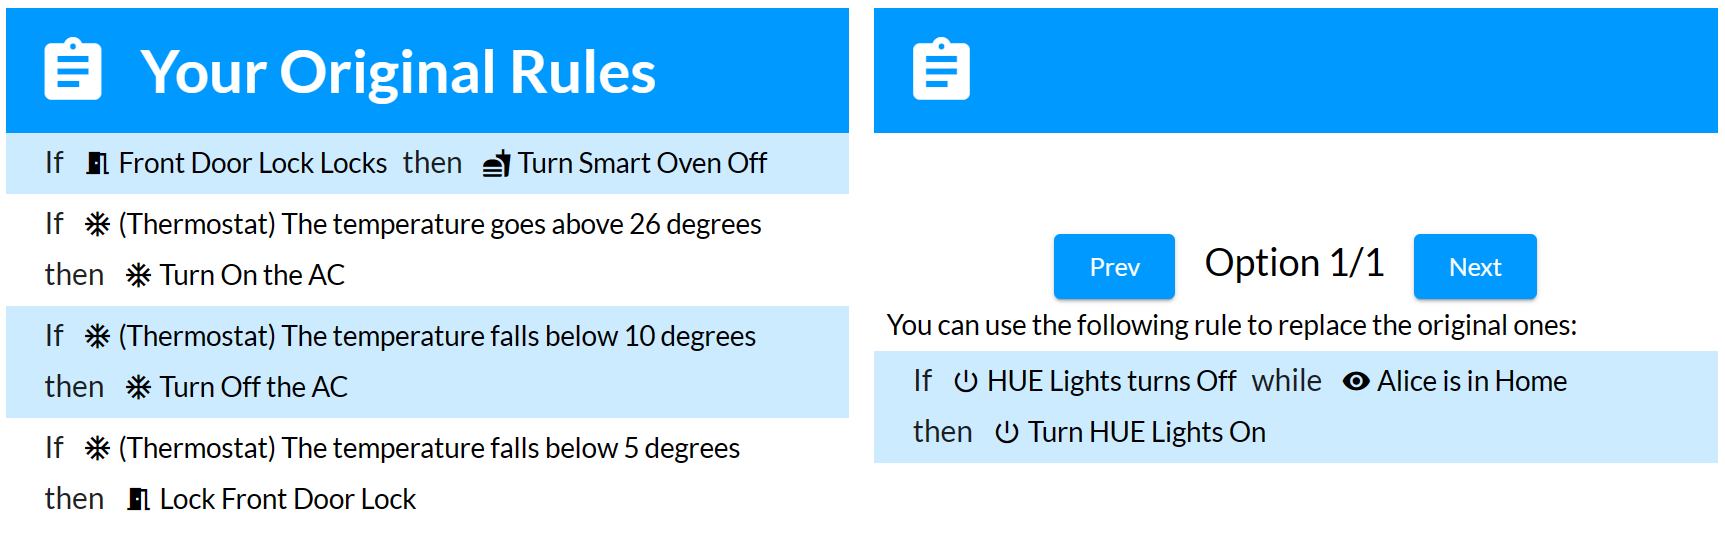 Your Original Rules
If Front Door Lock Locks then Turn Smart Oven Off
If (Thermostat) The temperature goes above 26 degrees
then Turn On the AC
If (Thermostat) The temperature falls below 10 degrees
then Turn Off the AC
If (Thermostat) The temperature falls below 5 degrees
then Lock Front Door Lock
Prev Option 1/1 Next
You can use the following rule to replace the original ones:
If HUE Lights turns Off while Alice is in Home
then Turn HUE Lights On